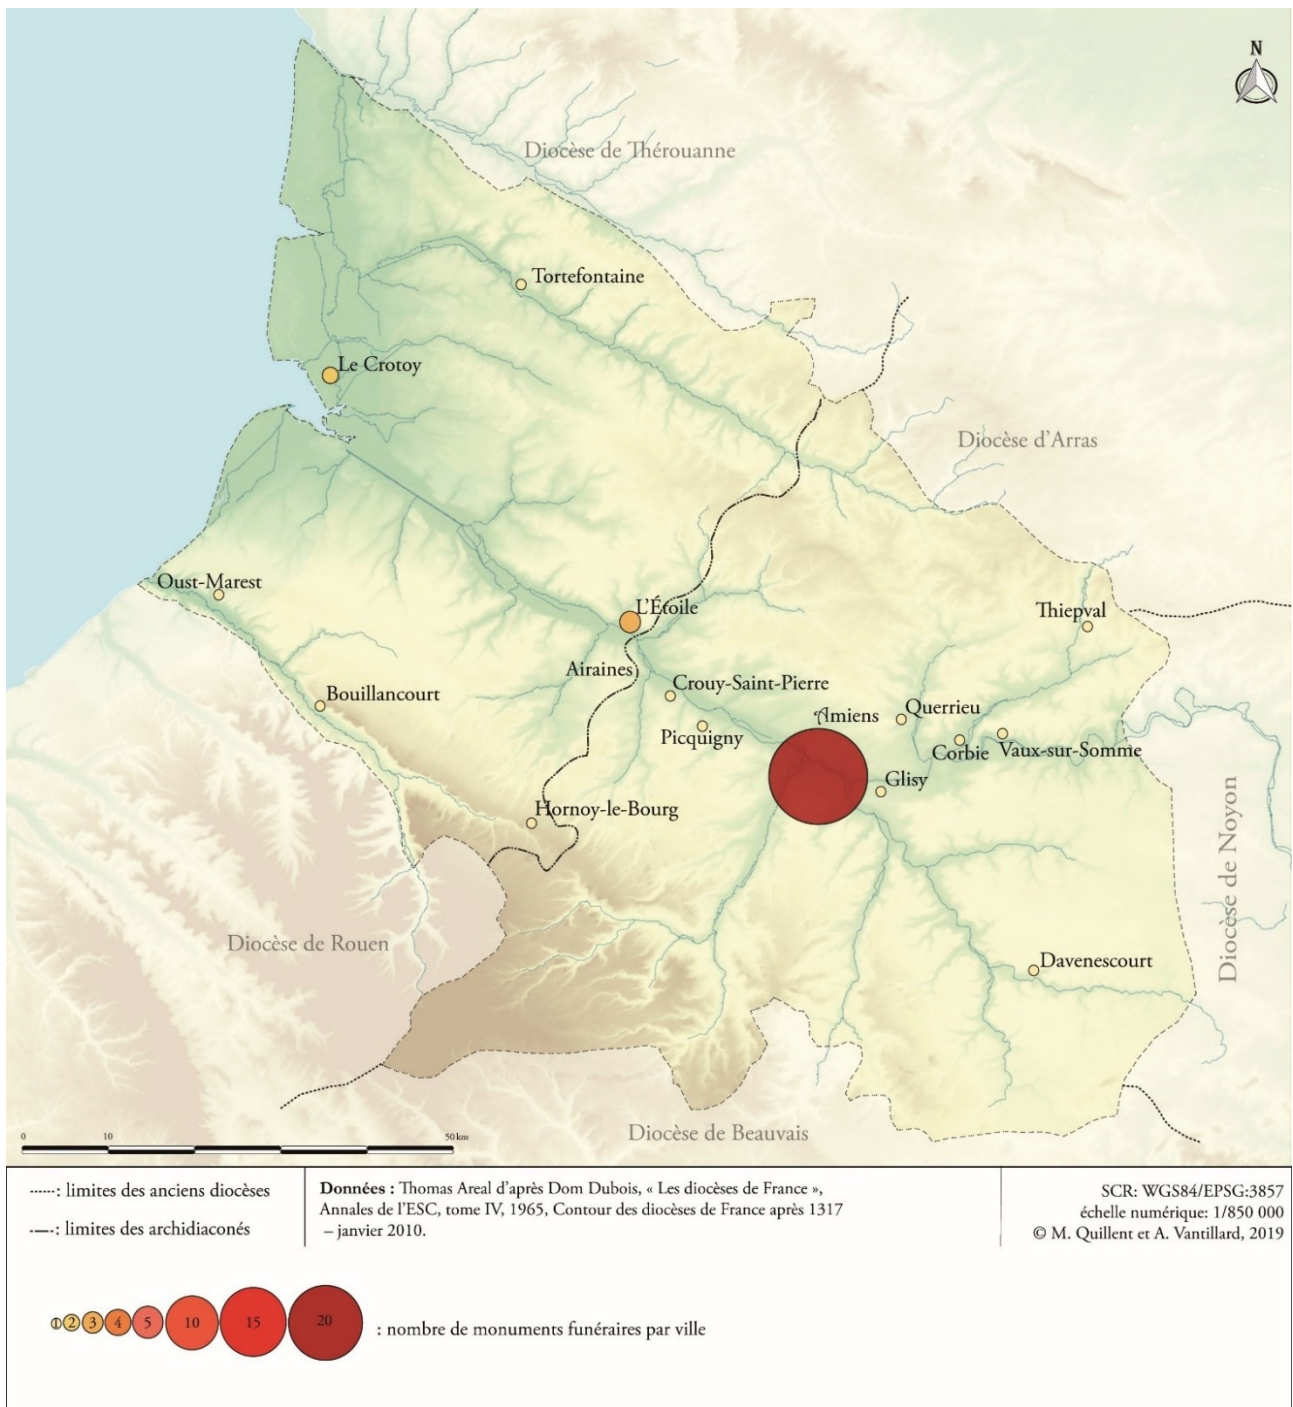 N
Diocèse de Thérouanne
Tortefontaine
Le Crotoy
Diocèse d'Arras
Oust-Marest
L'Étoile
Thiepval
Airaines
Crouy-Saint-Pierre
Bouillancourt
Amiens
Querrieu
Picquigny
Corbie
Vaux-sur-Somme
Glisy
Hornoy-le-Bourg
Diocèse de Noyon
Diocèse de Rouen
Davenescourt
Diocèse de Beauvais
0 10 50 km
: limites des anciens diocèses
: limites des archidiaconés
Données : Thomas Areal d'après Dom Dubois, « Les diocèses de France »,
Annales de l'ESC, tome IV, 1965, Contour des diocèses de France après 1317
– janvier 2010.
SCR: WGS84/EPSG:3857
échelle numérique: 1/850 000
© M. Quillent et A. Vantillard, 2019
1 2 3 4 5 10 15 20 : nombre de monuments funéraires par ville